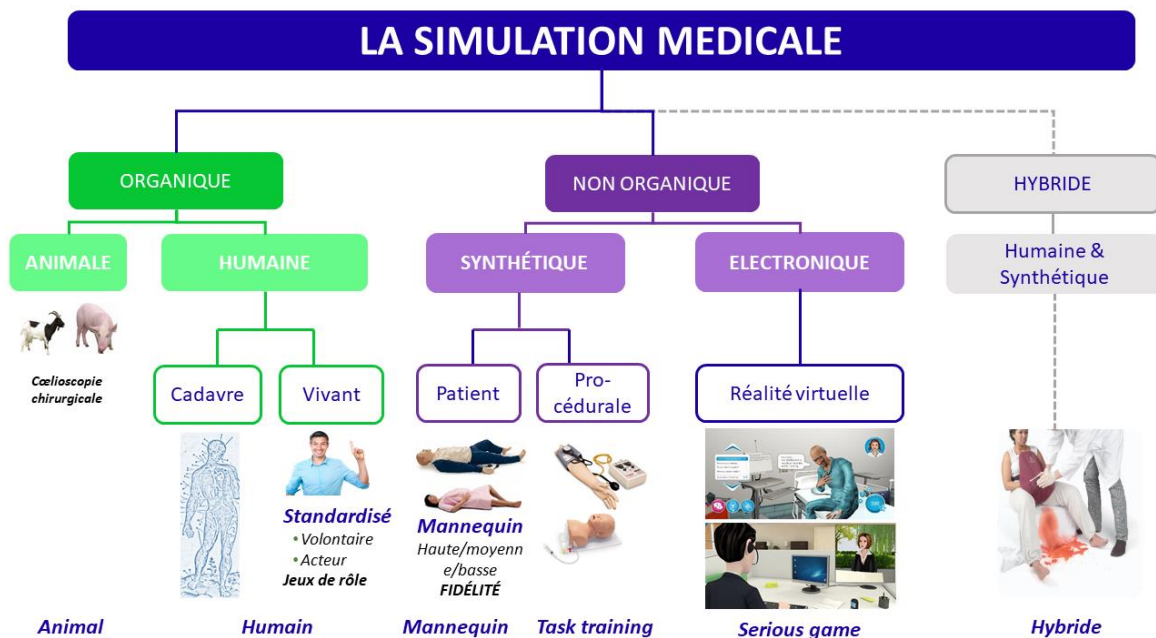 LA SIMULATION MEDICALE
ORGANIQUE
NON ORGANIQUE
HYBRIDE
ANIMALE
HUMAINE
SYNTHÉTIQUE
ELECTRONIQUE
Humaine &
Synthétique
Cœlioscopie
chirurgicale
Cadavre
Vivant
Patient
Pro-
cédurale
Réalité virtuelle
Standardisé
• Volontaire
• Acteur
Jeux de rôle
Mannequin
Haute/moyenn
e/basse
FIDÉLITÉ
Animal
Humain
Mannequin
Task training
Serious game
Hybride